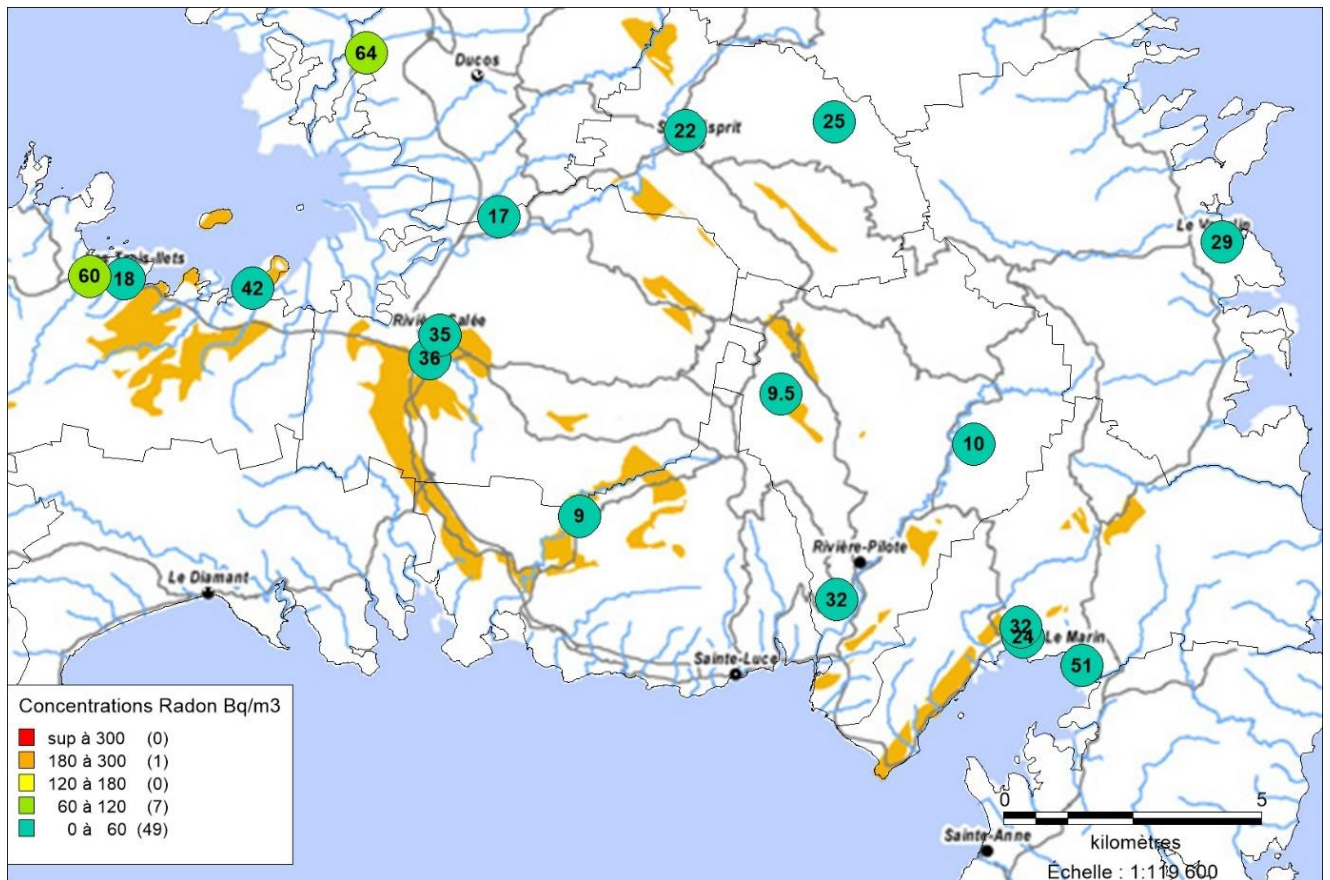 64
Ducos
25
22
17
29
60
18
42
35
36
9.5
10
9
Rivière-Pilote
Le Diamant
32
32
24
Le Marin
51
Sainte-Luce
Concentrations Radon Bq/m3
sup à 300 (0)
180 à 300 (1)
120 à 180 (0)
60 à 120 (7)
0 à 60 (49)
0 5
kilomètres
Sainte-Anne
Échelle : 1:119 600